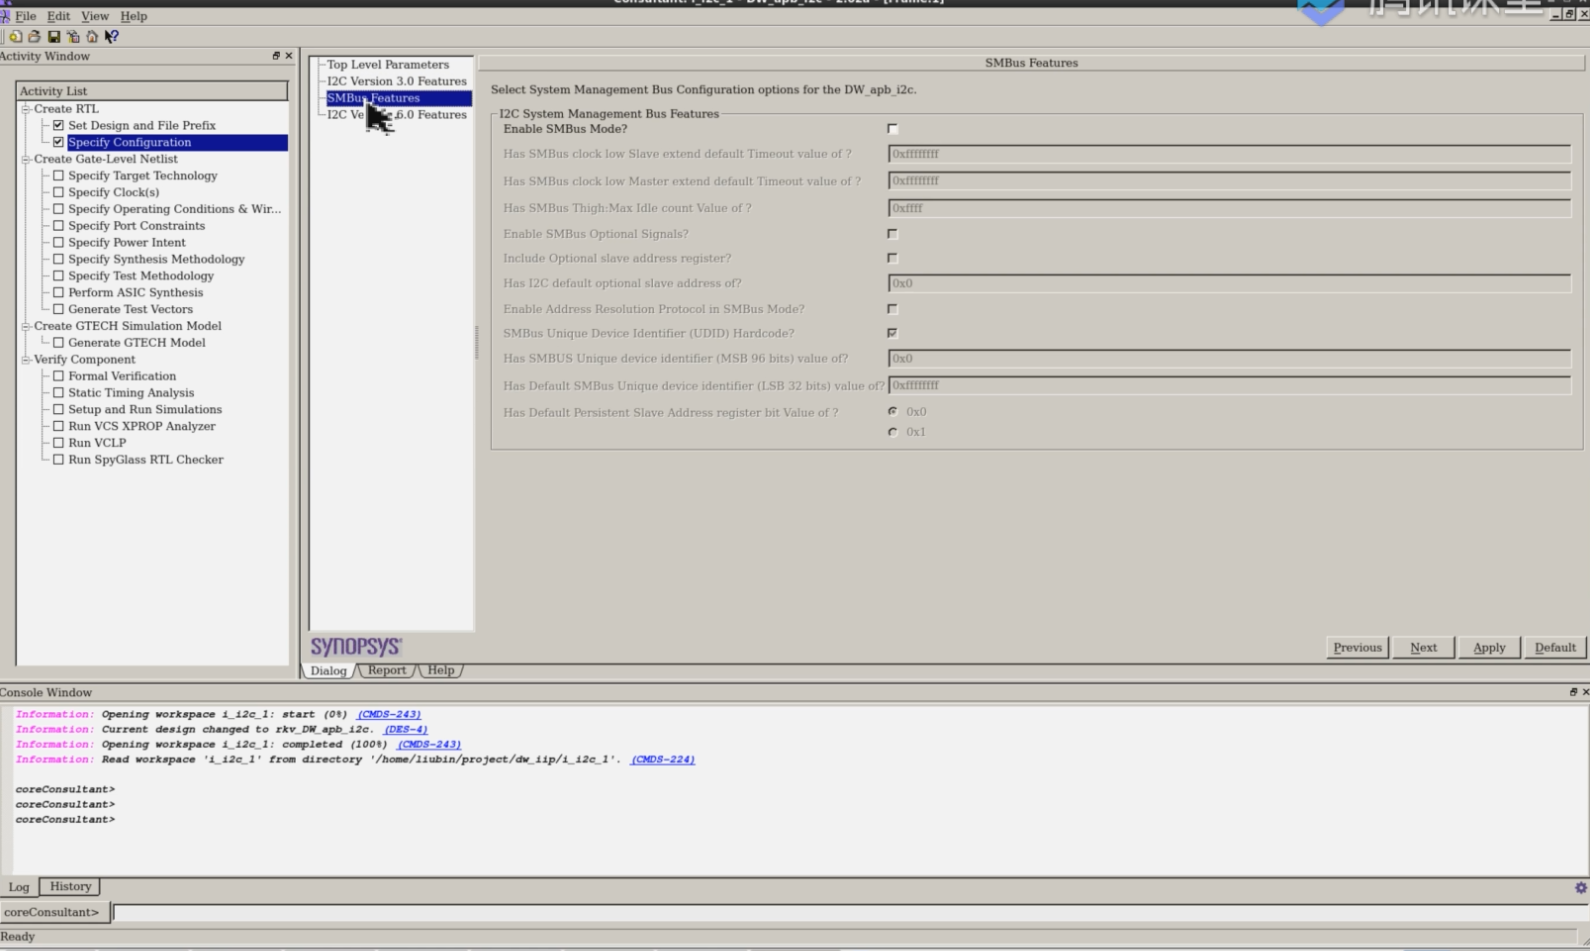 Consultant: i_i2c_1 - DW_apb_i2c - 2.02a - [Frame:1]
腾讯课堂
File Edit View Help
Activity Window
Activity List
Create RTL
Set Design and File Prefix
Specify Configuration
Create Gate-Level Netlist
Specify Target Technology
Specify Clock(s)
Specify Operating Conditions & Wir...
Specify Port Constraints
Specify Power Intent
Specify Synthesis Methodology
Specify Test Methodology
Perform ASIC Synthesis
Generate Test Vectors
Create GTECH Simulation Model
Generate GTECH Model
Verify Component
Formal Verification
Static Timing Analysis
Setup and Run Simulations
Run VCS XPROP Analyzer
Run VCLP
Run SpyGlass RTL Checker
Top Level Parameters
I2C Version 3.0 Features
SMBus Features
I2C Ve 6.0 Features
SYNOPSYS
SMBus Features
Select System Management Bus Configuration options for the DW_apb_i2c.
I2C System Management Bus Features
Enable SMBus Mode?
Has SMBus clock low Slave extend default Timeout value of ? 0xffffffff
Has SMBus clock low Master extend default Timeout value of ? 0xffffffff
Has SMBus Thigh:Max Idle count Value of ? 0xffff
Enable SMBus Optional Signals?
Include Optional slave address register?
Has I2C default optional slave address of? 0x0
Enable Address Resolution Protocol in SMBus Mode?
SMBus Unique Device Identifier (UDID) Hardcode?
Has SMBUS Unique device identifier (MSB 96 bits) value of? 0x0
Has Default SMBus Unique device identifier (LSB 32 bits) value of? 0xffffffff
Has Default Persistent Slave Address register bit Value of ? 0x0
0x1
Previous Next Apply Default
Dialog Report Help
Console Window
Information: Opening workspace i_i2c_1: start (0%) (CMDS-243)
Information: Current design changed to rkv_DW_apb_i2c. (DES-4)
Information: Opening workspace i_i2c_1: completed (100%) (CMDS-243)
Information: Read workspace 'i_i2c_1' from directory '/home/liubin/project/dw_iip/i_i2c_1'. (CMDS-224)
coreConsultant>
coreConsultant>
coreConsultant>
Log History
coreConsultant>
Ready